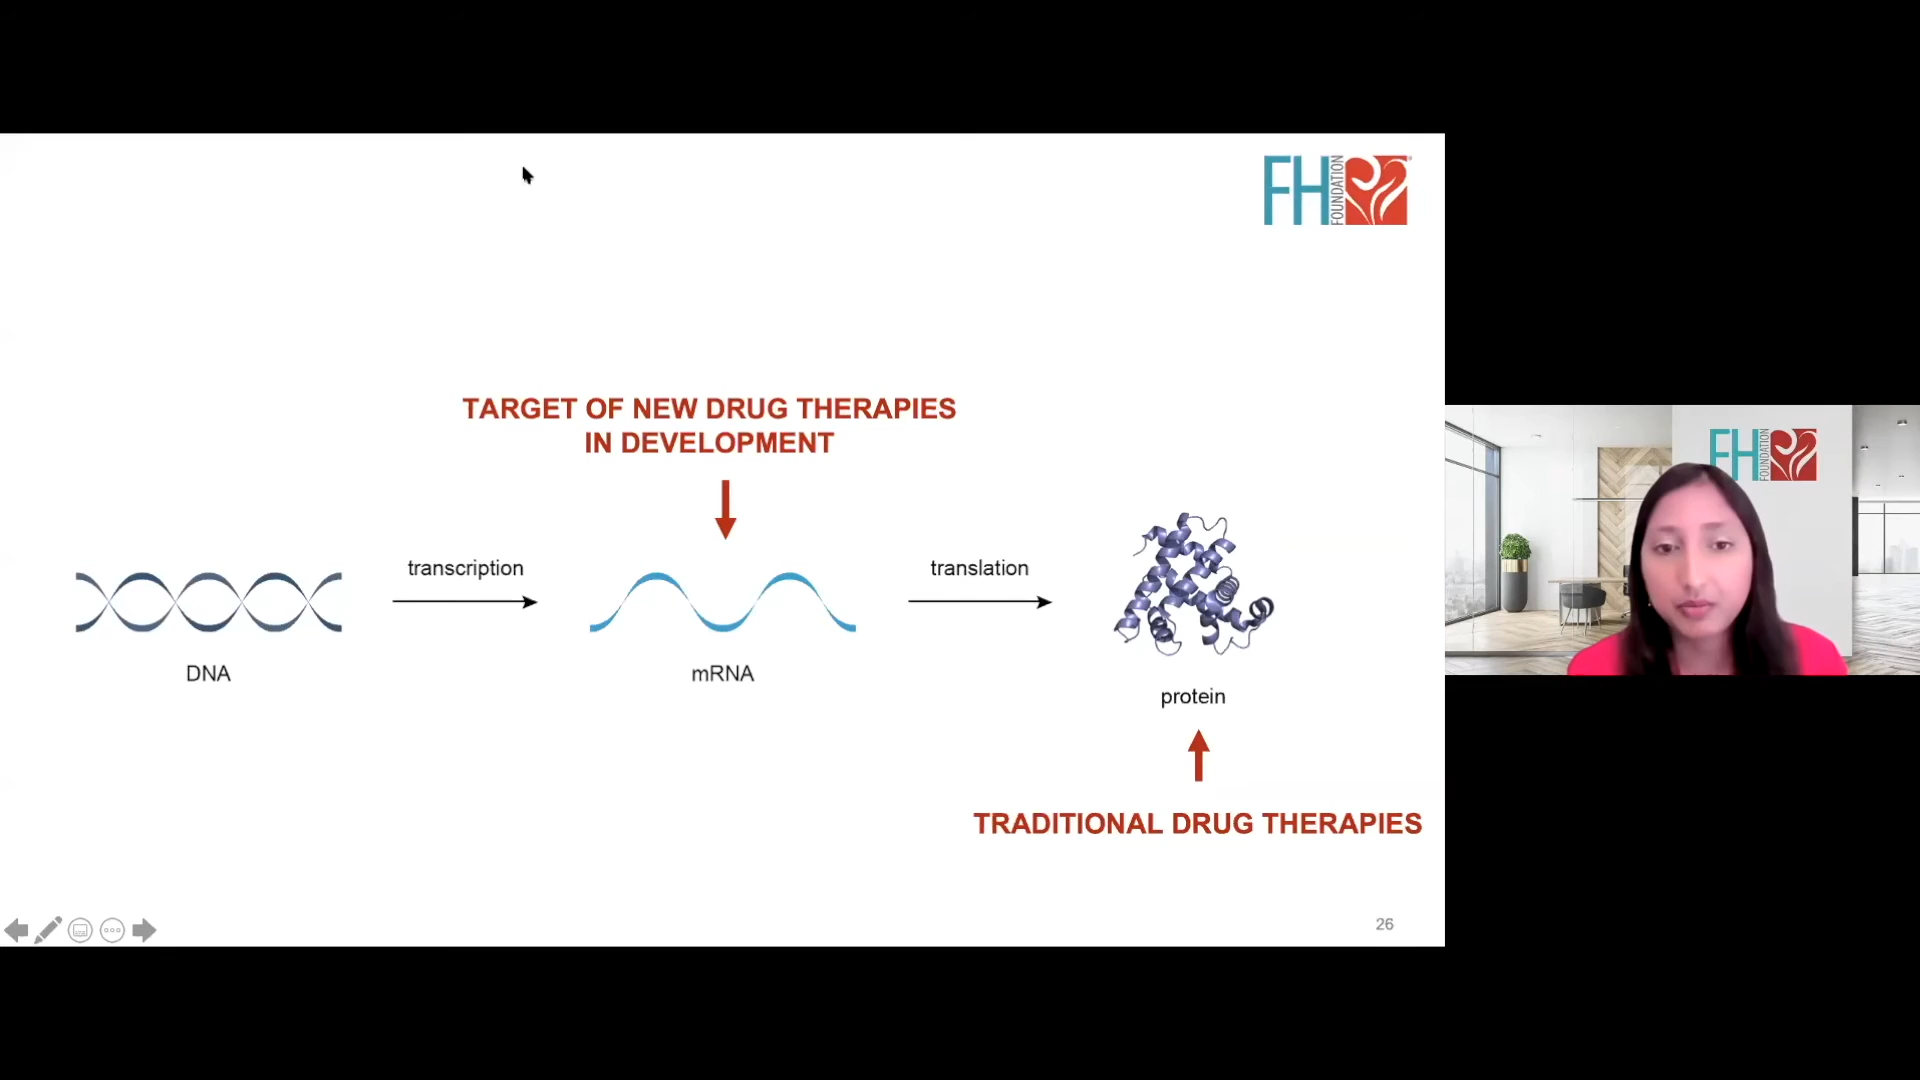 FH
FOUNDATION
TARGET OF NEW DRUG THERAPIES
IN DEVELOPMENT
transcription
translation
DNA
mRNA
protein
TRADITIONAL DRUG THERAPIES
26
FH
FOUNDATION